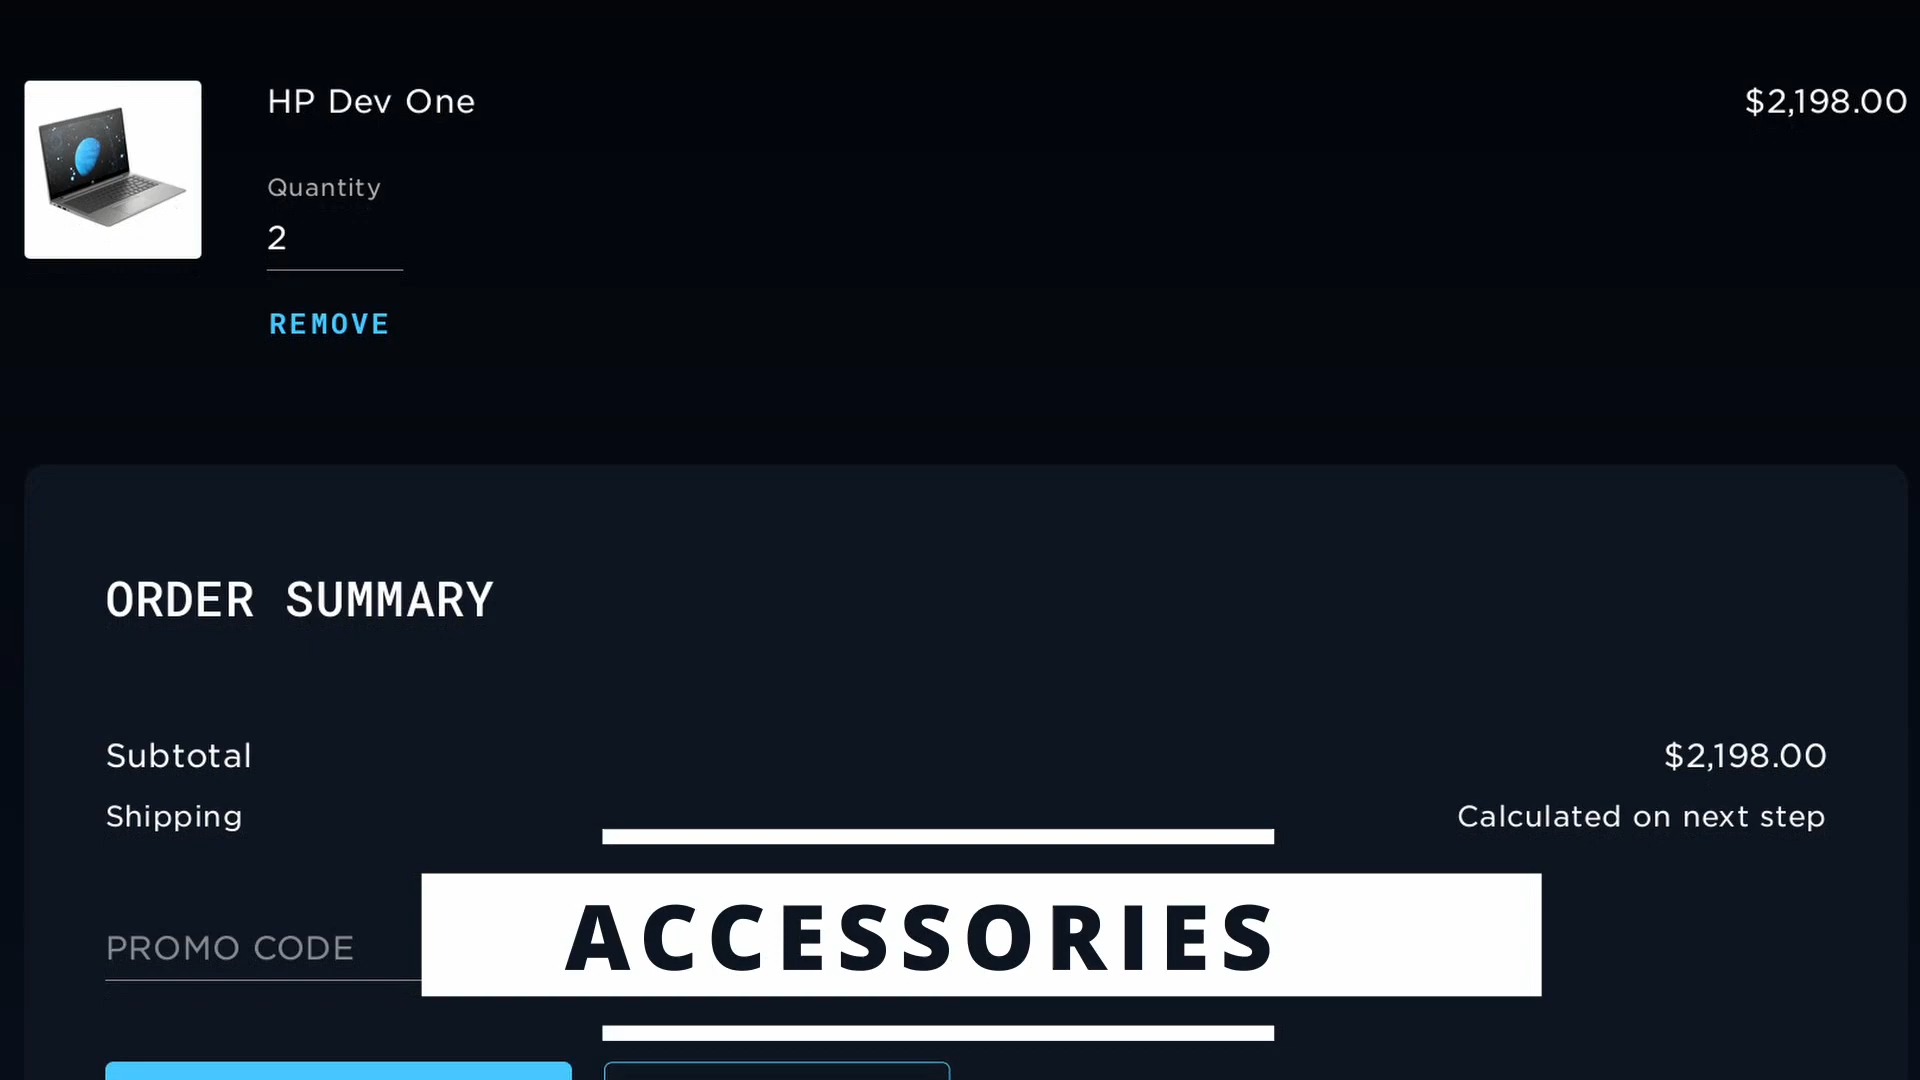 HP Dev One
$2,198.00
Quantity
2
REMOVE
ORDER SUMMARY
Subtotal
$2,198.00
Shipping
Calculated on next step
PROMO CODE
ACCESSORIES